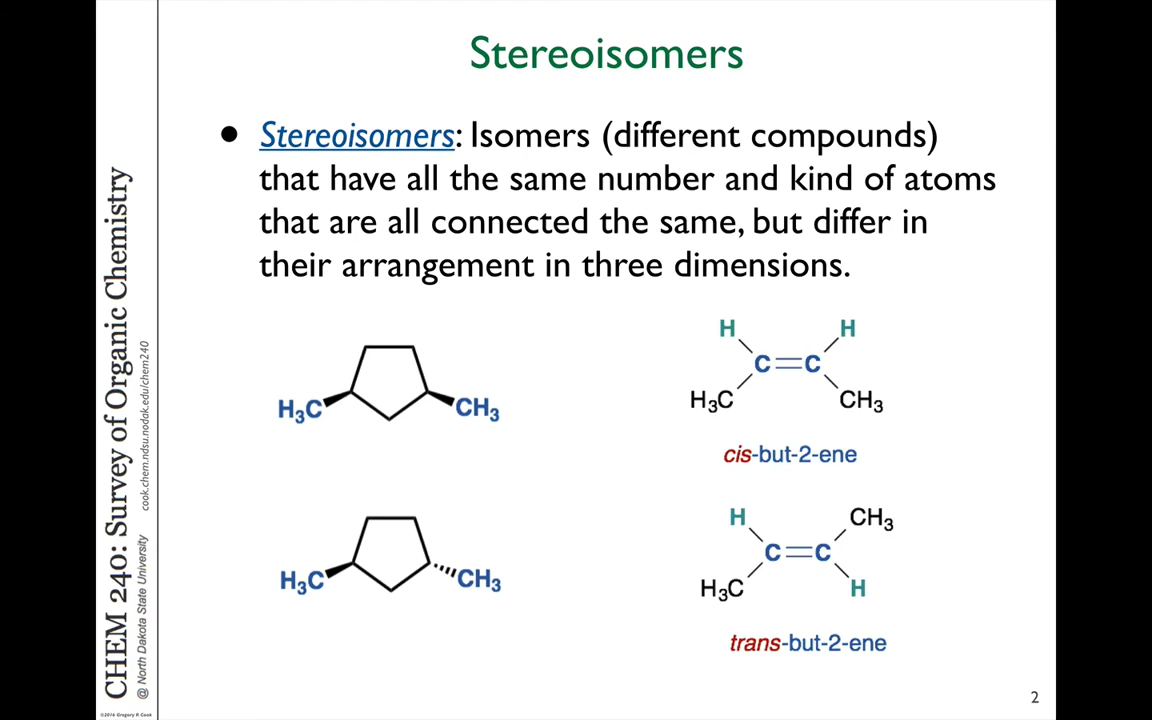 Stereoisomers
• Stereoisomers: Isomers (different compounds)
that have all the same number and kind of atoms
that are all connected the same, but differ in
their arrangement in three dimensions.
H₃C CH₃
H H
C=C
H₃C CH₃
cis-but-2-ene
H₃C CH₃
H CH₃
C=C
H₃C H
trans-but-2-ene
2
CHEM 240: Survey of Organic Chemistry
@ North Dakota State University cook.chem.ndsu.nodak.edu/chem240
©2016 Gregory R Cook